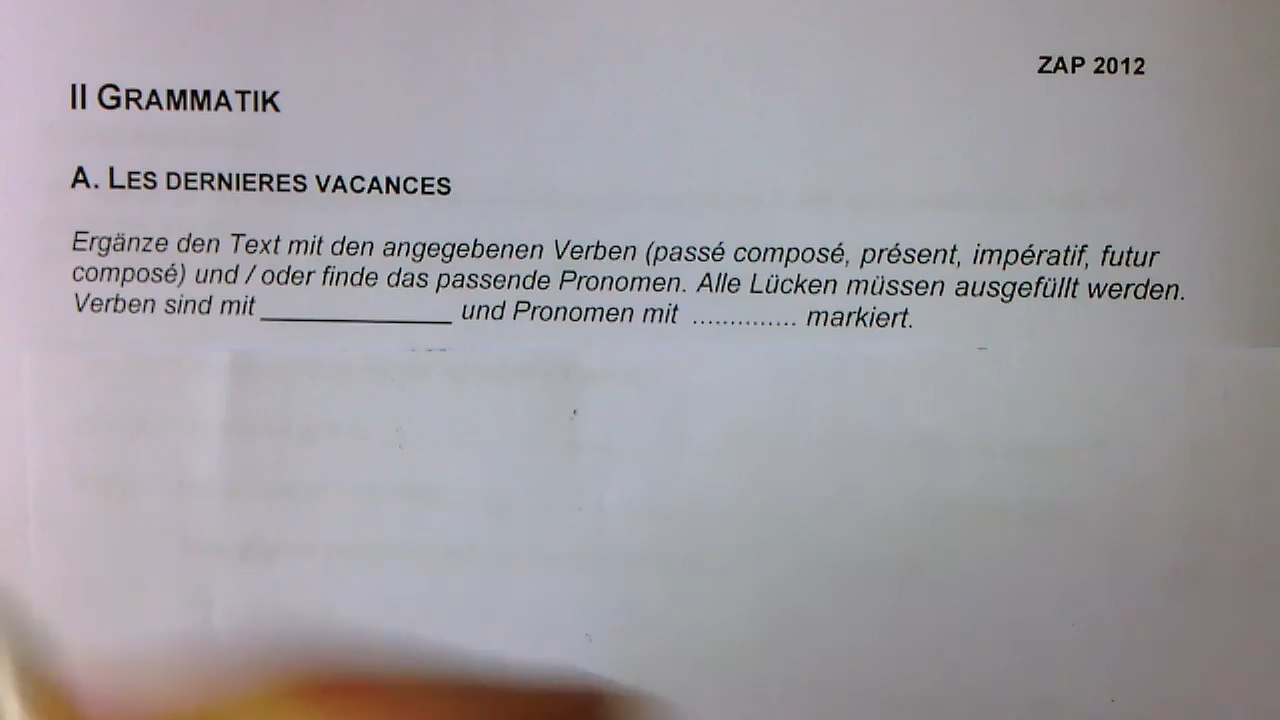 ZAP 2012
II GRAMMATIK
A. LES DERNIERES VACANCES
Ergänze den Text mit den angegebenen Verben (passé composé, présent, impératif, futur
composé) und / oder finde das passende Pronomen. Alle Lücken müssen ausgefüllt werden.
Verben sind mit ______________ und Pronomen mit .............. markiert.